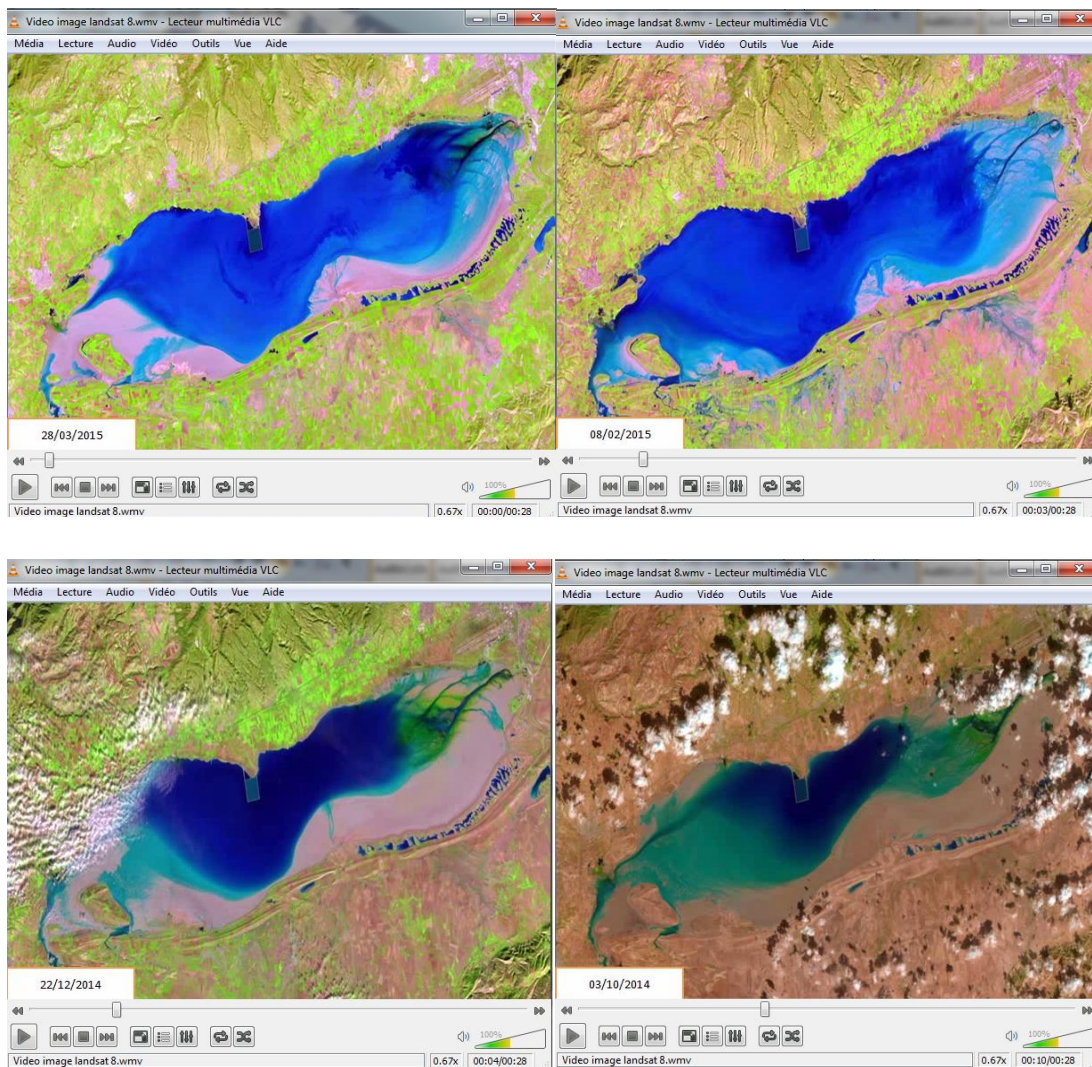 Video image landsat 8.wmv - Lecteur multimédia VLC
Média Lecture Audio Vidéo Outils Vue Aide
28/03/2015
100%
Video image landsat 8.wmv 0.67x 00:00/00:28
Video image landsat 8.wmv - Lecteur multimédia VLC
Média Lecture Audio Vidéo Outils Vue Aide
08/02/2015
100%
Video image landsat 8.wmv 0.67x 00:03/00:28
Video image landsat 8.wmv - Lecteur multimédia VLC
Média Lecture Audio Vidéo Outils Vue Aide
22/12/2014
100%
Video image landsat 8.wmv 0.67x 00:04/00:28
Video image landsat 8.wmv - Lecteur multimédia VLC
Média Lecture Audio Vidéo Outils Vue Aide
03/10/2014
100%
Video image landsat 8.wmv 0.67x 00:10/00:28